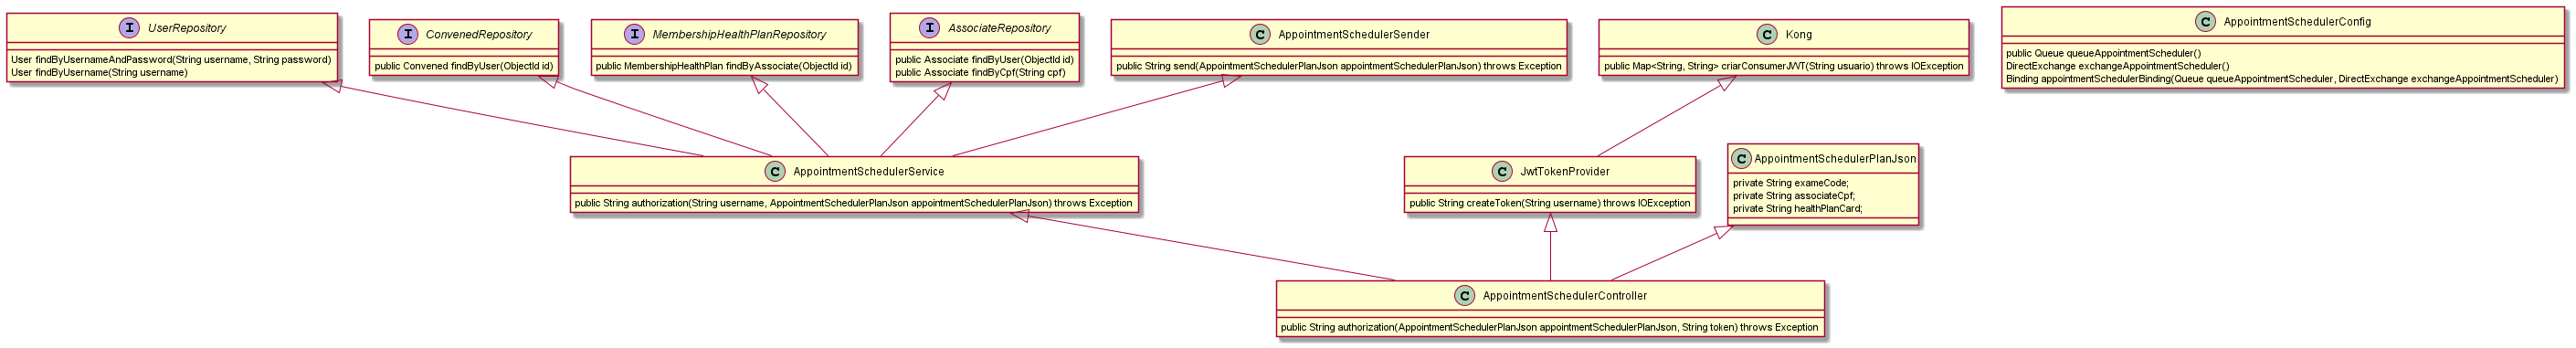 I UserRepository
User findByUsernameAndPassword(String username, String password)
User findByUsername(String username)
I ConvenedRepository
public Convened findByUser(ObjectId id)
I MembershipHealthPlanRepository
public MembershipHealthPlan findByAssociate(ObjectId id)
I AssociateRepository
public Associate findByUser(ObjectId id)
public Associate findByCpf(String cpf)
C AppointmentSchedulerSender
public String send(AppointmentSchedulerPlanJson appointmentSchedulerPlanJson) throws Exception
C Kong
public Map<String, String> criarConsumerJWT(String usuario) throws IOException
C AppointmentSchedulerConfig
public Queue queueAppointmentScheduler()
DirectExchange exchangeAppointmentScheduler()
Binding appointmentSchedulerBinding(Queue queueAppointmentScheduler, DirectExchange exchangeAppointmentScheduler)
C AppointmentSchedulerService
public String authorization(String username, AppointmentSchedulerPlanJson appointmentSchedulerPlanJson) throws Exception
C JwtTokenProvider
public String createToken(String username) throws IOException
C AppointmentSchedulerPlanJson
private String exameCode;
private String associateCpf;
private String healthPlanCard;
C AppointmentSchedulerController
public String authorization(AppointmentSchedulerPlanJson appointmentSchedulerPlanJson, String token) throws Exception